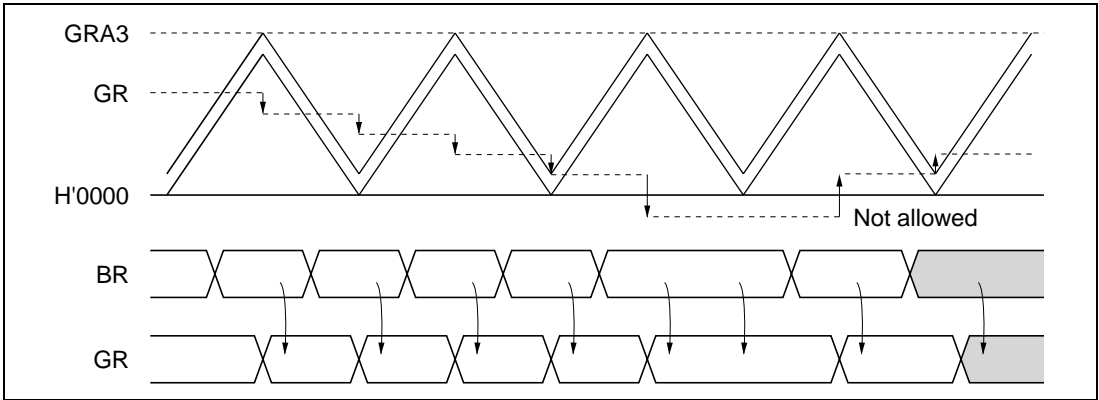 GRA3
GR
H'0000
Not allowed
BR
GR